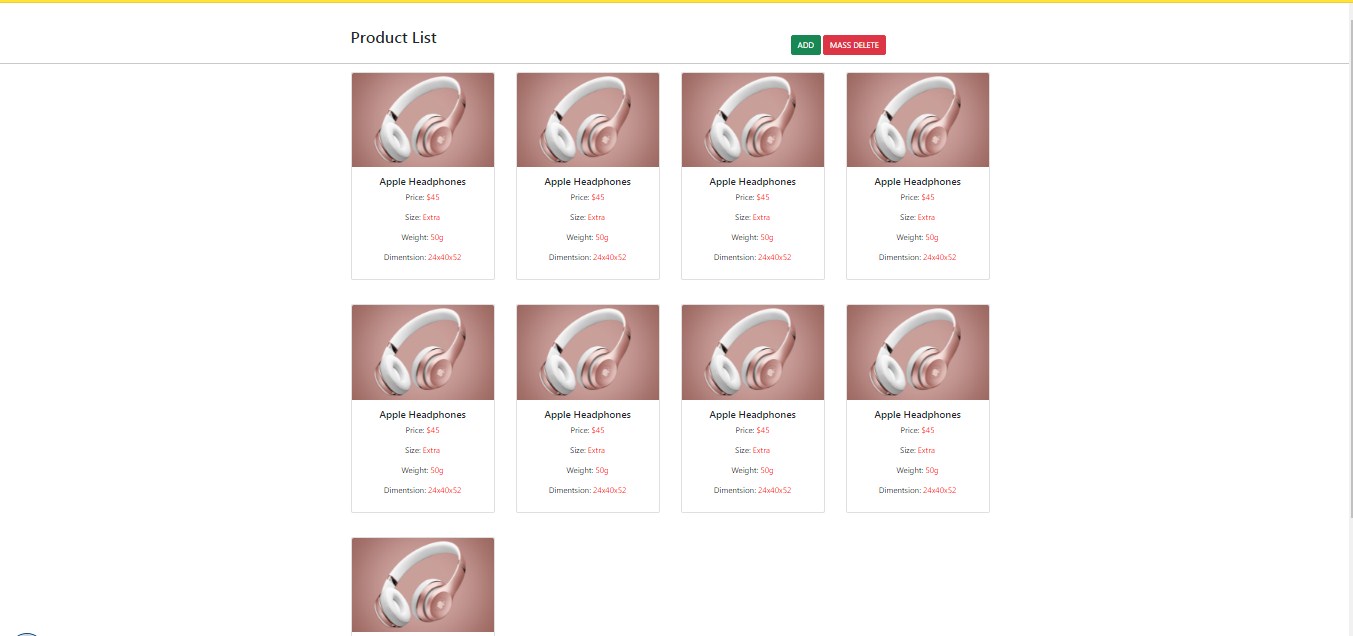 Product List
ADD MASS DELETE
Apple Headphones Apple Headphones Apple Headphones Apple Headphones
Price: $45 Price: $45 Price: $45 Price: $45
Size: Extra Size: Extra Size: Extra Size: Extra
Weight: 50g Weight: 50g Weight: 50g Weight: 50g
Dimentsion: 24x40x52 Dimentsion: 24x40x52 Dimentsion: 24x40x52 Dimentsion: 24x40x52
Apple Headphones Apple Headphones Apple Headphones Apple Headphones
Price: $45 Price: $45 Price: $45 Price: $45
Size: Extra Size: Extra Size: Extra Size: Extra
Weight: 50g Weight: 50g Weight: 50g Weight: 50g
Dimentsion: 24x40x52 Dimentsion: 24x40x52 Dimentsion: 24x40x52 Dimentsion: 24x40x52